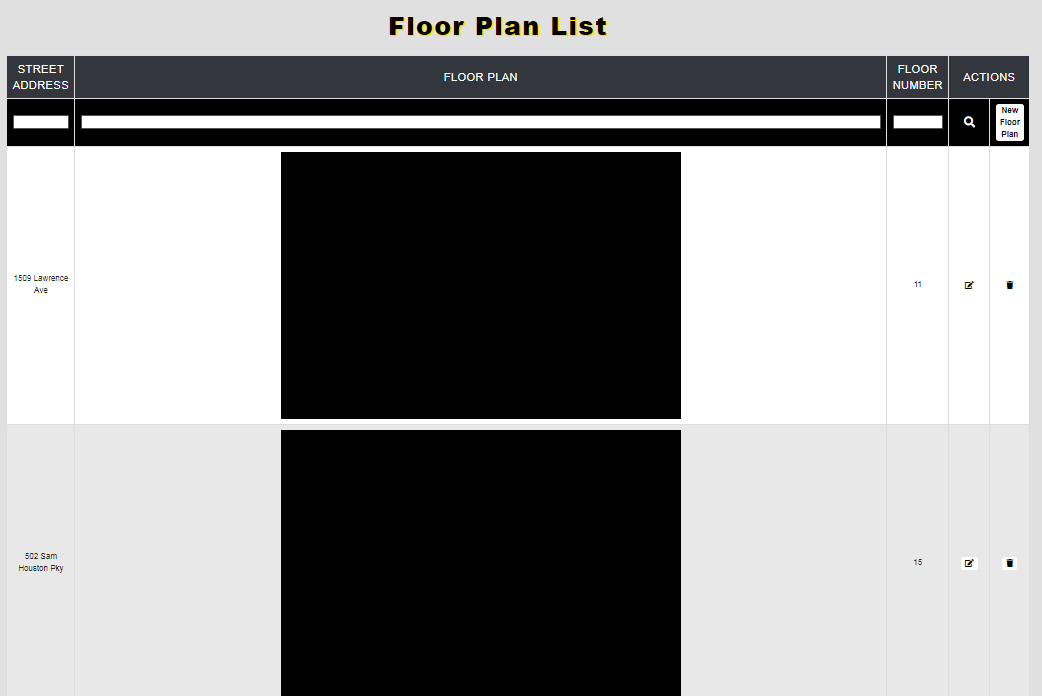 Floor Plan List
STREET
ADDRESS
FLOOR PLAN
FLOOR
NUMBER
ACTIONS
New
Floor
Plan
1509 Lawrence
Ave
11
502 Sam
Houston Pky
15